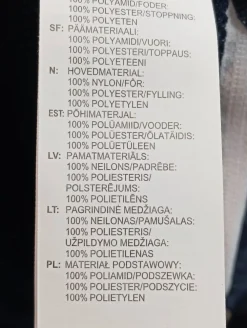 100% POLYAMID/FODER:
100% POLYESTER/STOPPNING:
100% POLYETEN
SF: PÄÄMATERIAALI:
100% POLYAMIDI/VUORI:
100% POLYESTERI/TOPPAUS:
100% POLYETEENI
N: HOVEDMATERIAL:
100% NYLON/FÔR:
100% POLYESTER/FYLLING:
100% POLYETYLEN
EST: PÕHIMATERJAL:
100% POLÜAMIID/VOODER:
100% POLÜESTER/ÕLATÄIDIS:
100% POLÜETÜLEEN
LV: PAMATMATERIĀLS:
100% NEILONS/PADRĒBE:
100% POLIESTERIS/
POLSTERĒJUMS:
100% POLIETILĒNS
LT: PAGRINDINĖ MEDŽIAGA:
100% NEILONAS/PAMUŠALAS:
100% POLIESTERIS/
UŽPILDYMO MEDŽIAGA:
100% POLIETILENAS
PL: MATERIAŁ PODSTAWOWY:
100% POLIAMID/PODSZEWKA:
100% POLIESTER/PODSZYCIE:
100% POLIETYLEN